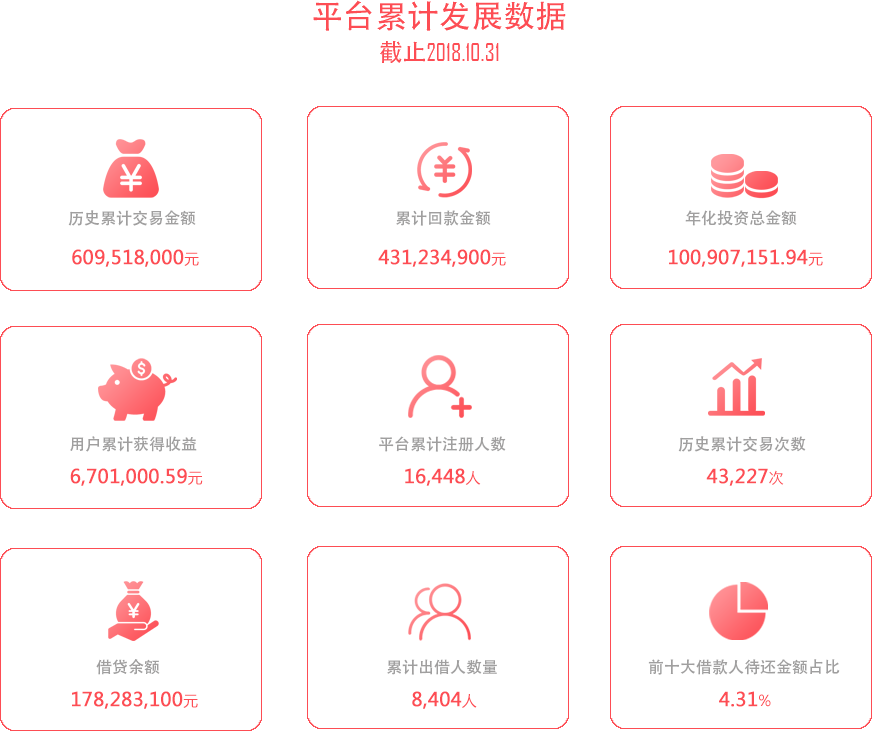 平台累计发展数据
截止2018.10.31
历史累计交易金额
609,518,000元
累计回款金额
431,234,900元
年化投资总金额
100,907,151.94元
用户累计获得收益
6,701,000.59元
平台累计注册人数
16,448人
历史累计交易次数
43,227次
借贷余额
178,283,100元
累计出借人数量
8,404人
前十大借款人待还金额占比
4.31%